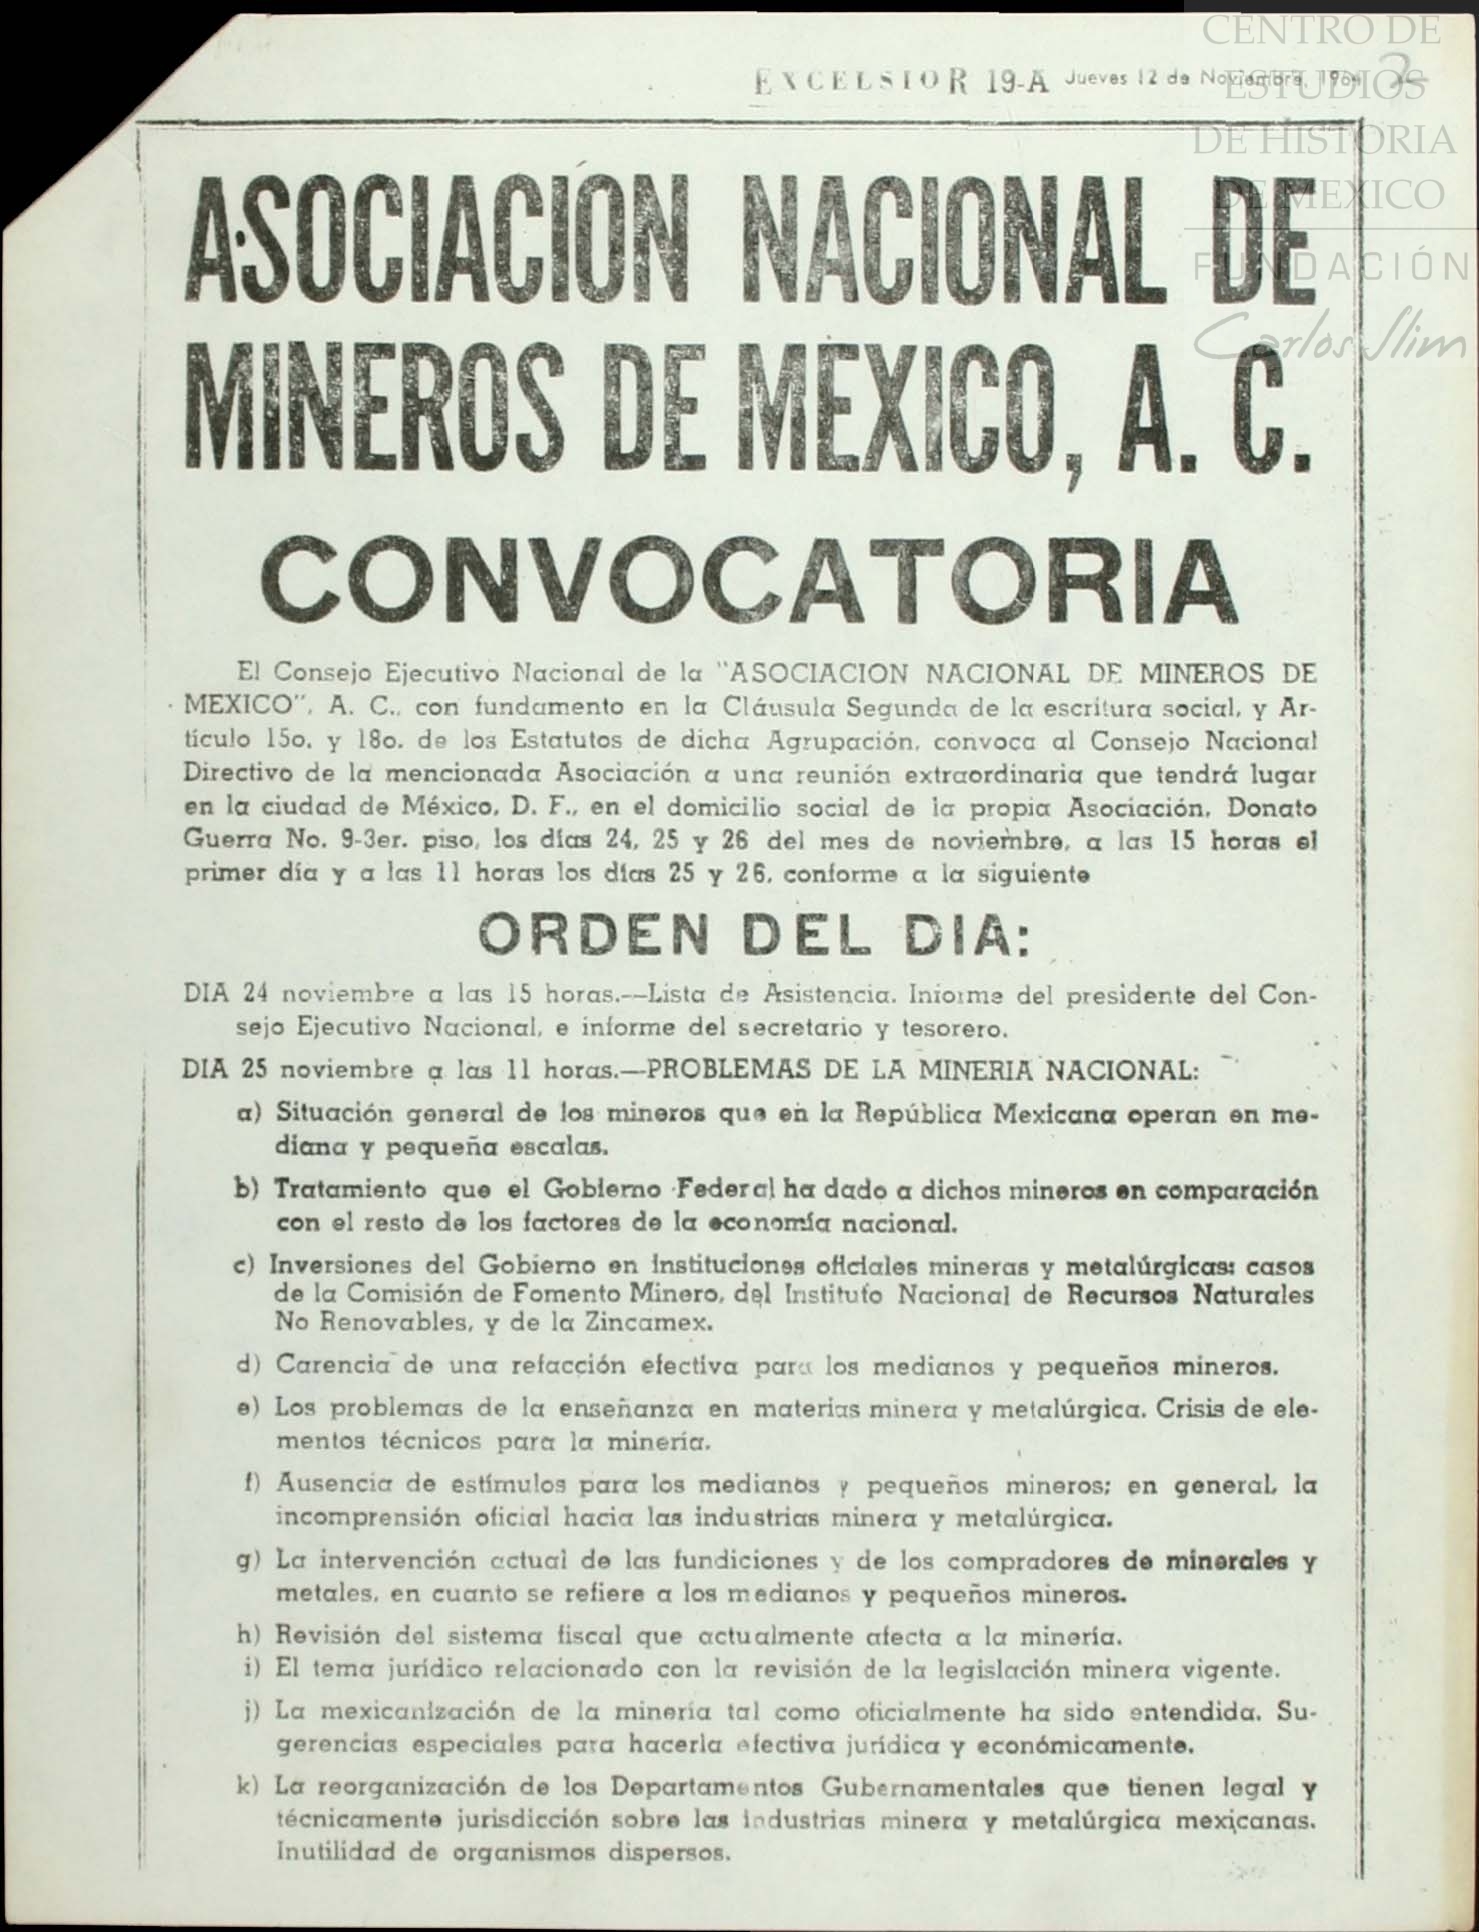 CENTRO DE
ESTUDIOS
DE HISTORIA
DE MEXICO
FUNDACIÓN
Carlos Slim
EXCELSIOR 19-A Jueves 12 de Noviembre, 1964 2
ASOCIACIÓN NACIONAL DE
MINEROS DE MEXICO, A. C.
CONVOCATORIA
El Consejo Ejecutivo Nacional de la "ASOCIACION NACIONAL DE MINEROS DE
MEXICO", A. C., con fundamento en la Cláusula Segunda de la escritura social, y Ar-
tículo 15o. y 18o. de los Estatutos de dicha Agrupación, convoca al Consejo Nacional
Directivo de la mencionada Asociación a una reunión extraordinaria que tendrá lugar
en la ciudad de México, D. F., en el domicilio social de la propia Asociación, Donato
Guerra No. 9-3er. piso, los días 24, 25 y 26 del mes de noviembre, a las 15 horas el
primer día y a las 11 horas los días 25 y 26, conforme a la siguiente
ORDEN DEL DIA:
DIA 24 noviembre a las 15 horas.—Lista de Asistencia. Informe del presidente del Con-
sejo Ejecutivo Nacional, e informe del secretario y tesorero.
DIA 25 noviembre a las 11 horas.—PROBLEMAS DE LA MINERIA NACIONAL:
a) Situación general de los mineros que en la República Mexicana operan en me-
diana y pequeña escalas.
b) Tratamiento que el Gobierno Federal ha dado a dichos mineros en comparación
con el resto de los factores de la economía nacional.
c) Inversiones del Gobierno en instituciones oficiales mineras y metalúrgicas: casos
de la Comisión de Fomento Minero, del Instituto Nacional de Recursos Naturales
No Renovables, y de la Zincamex.
d) Carencia de una refacción efectiva para los medianos y pequeños mineros.
e) Los problemas de la enseñanza en materias minera y metalúrgica. Crisis de ele-
mentos técnicos para la minería.
f) Ausencia de estímulos para los medianos y pequeños mineros; en general, la
incomprensión oficial hacia las industrias minera y metalúrgica.
g) La intervención actual de las fundiciones y de los compradores de minerales y
metales, en cuanto se refiere a los medianos y pequeños mineros.
h) Revisión del sistema fiscal que actualmente afecta a la minería.
i) El tema jurídico relacionado con la revisión de la legislación minera vigente.
j) La mexicanización de la minería tal como oficialmente ha sido entendida. Su-
gerencias especiales para hacerla efectiva jurídica y económicamente.
k) La reorganización de los Departamentos Gubernamentales que tienen legal y
técnicamente jurisdicción sobre las industrias minera y metalúrgica mexicanas.
Inutilidad de organismos dispersos.